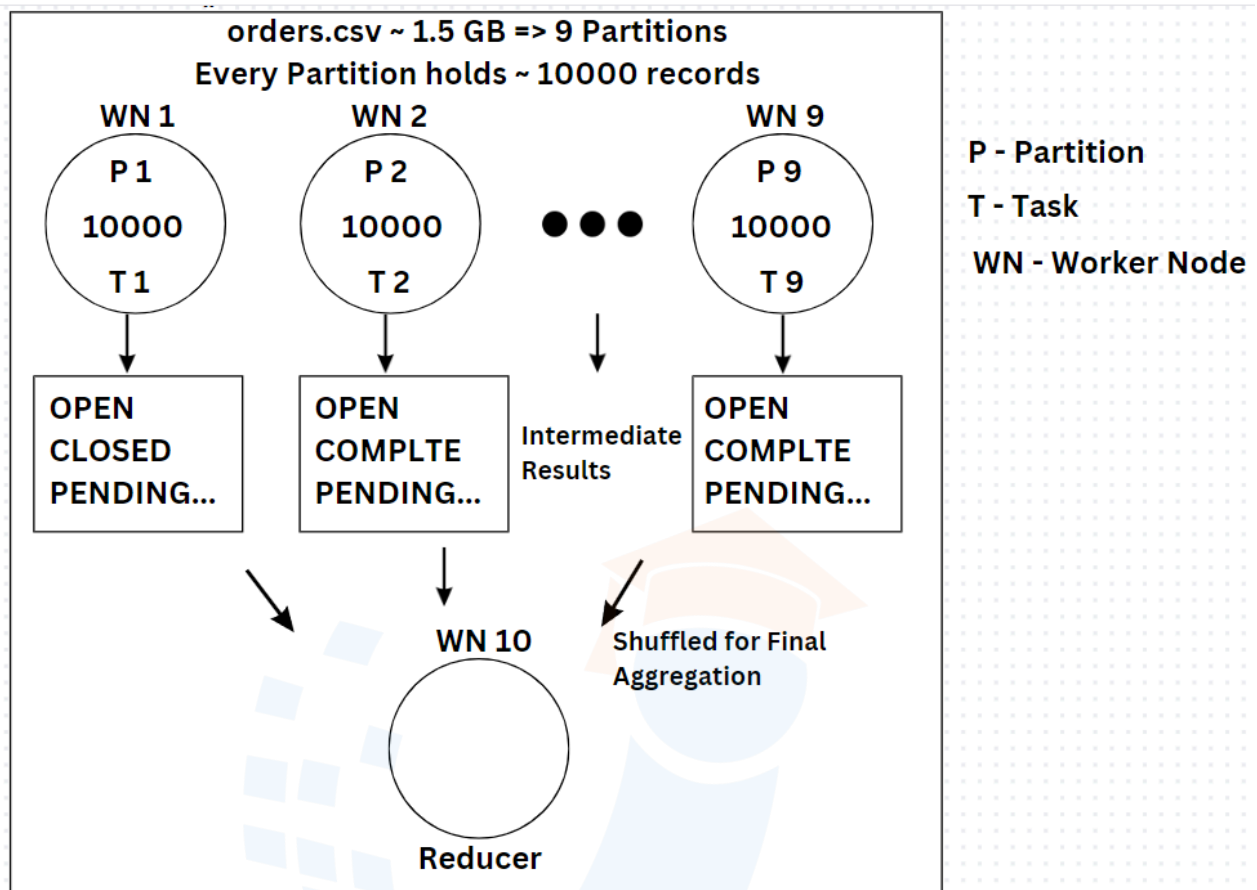 orders.csv ~ 1.5 GB => 9 Partitions
Every Partition holds ~ 10000 records
WN 1
P 1
10000
T 1
WN 2
P 2
10000
T 2
WN 9
P 9
10000
T 9
P - Partition
T - Task
WN - Worker Node
OPEN
CLOSED
PENDING...
OPEN
COMPLTE
PENDING...
Intermediate
Results
OPEN
COMPLTE
PENDING...
WN 10
Shuffled for Final
Aggregation
Reducer